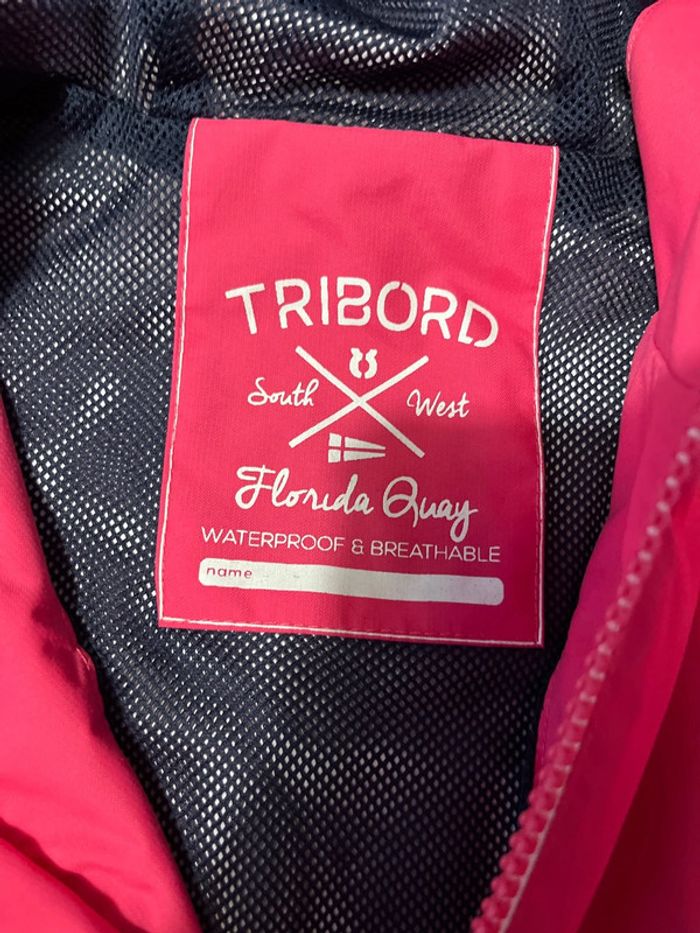 TRIBORD
South West
Florida Quay
WATERPROOF & BREATHABLE
name